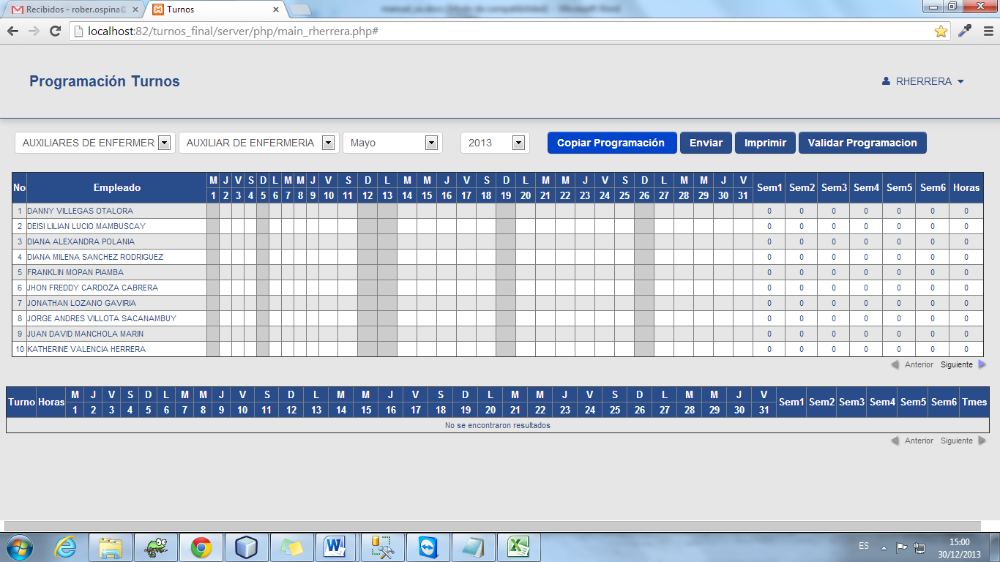 Recibidos - rober.ospina@
Turnos
localhost:82/turnos_final/server/php/main_rherrera.php#
Programación Turnos
RHERRERA
AUXILIARES DE ENFERMER AUXILIAR DE ENFERMERIA Mayo 2013 Copiar Programación Enviar Imprimir Validar Programacion
No Empleado M J V S D L M M J V S D L M M J V S D L M M J V S D L M M J V Sem1 Sem2 Sem3 Sem4 Sem5 Sem6 Horas
1 2 3 4 5 6 7 8 9 10 11 12 13 14 15 16 17 18 19 20 21 22 23 24 25 26 27 28 29 30 31
1 DANNY VILLEGAS OTALORA 0 0 0 0 0 0 0
2 DEISI LILIAN LUCIO MAMBUSCAY 0 0 0 0 0 0 0
3 DIANA ALEXANDRA POLANIA 0 0 0 0 0 0 0
4 DIANA MILENA SANCHEZ RODRIGUEZ 0 0 0 0 0 0 0
5 FRANKLIN MOPAN PIAMBA 0 0 0 0 0 0 0
6 JHON FREDDY CARDOZA CABRERA 0 0 0 0 0 0 0
7 JONATHAN LOZANO GAVIRIA 0 0 0 0 0 0 0
8 JORGE ANDRES VILLOTA SACANAMBUY 0 0 0 0 0 0 0
9 JUAN DAVID MANCHOLA MARIN 0 0 0 0 0 0 0
10 KATHERINE VALENCIA HERRERA 0 0 0 0 0 0 0
Anterior Siguiente
Turno Horas M J V S D L M M J V S D L M M J V S D L M M J V S D L M M J V Sem1 Sem2 Sem3 Sem4 Sem5 Sem6 Tmes
1 2 3 4 5 6 7 8 9 10 11 12 13 14 15 16 17 18 19 20 21 22 23 24 25 26 27 28 29 30 31
No se encontraron resultados
Anterior Siguiente
ES
15:00
30/12/2013